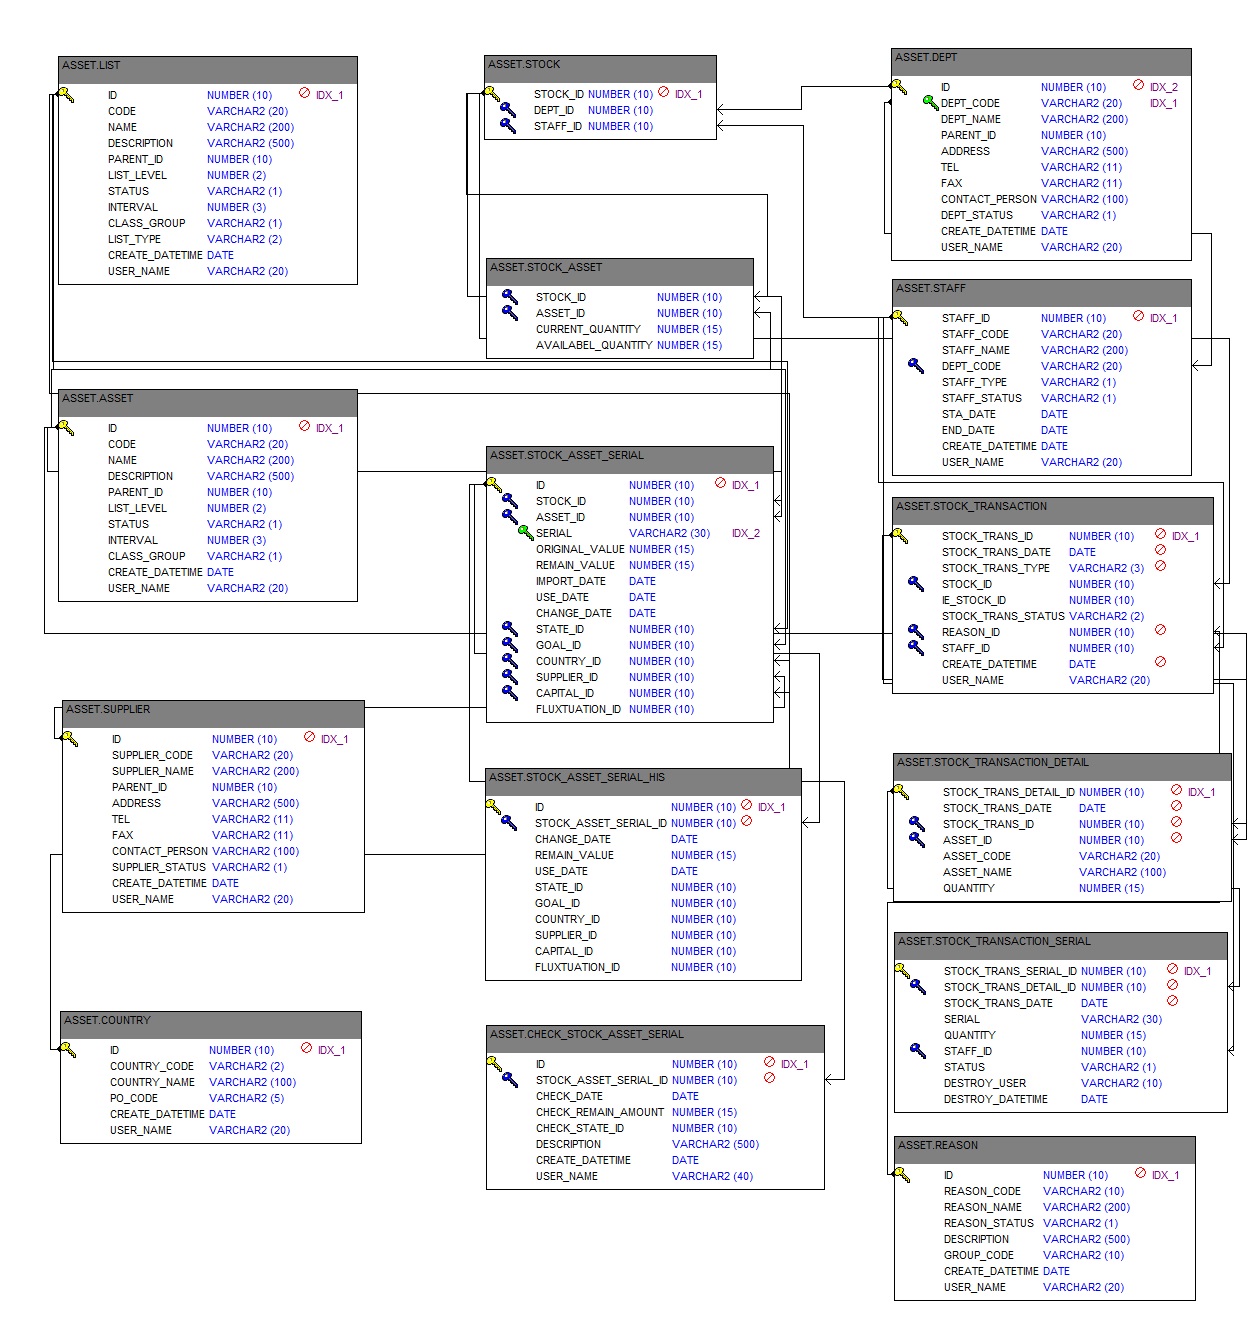 ASSET.LIST
ID NUMBER (10) IDX_1
CODE VARCHAR2 (20)
NAME VARCHAR2 (200)
DESCRIPTION VARCHAR2 (500)
PARENT_ID NUMBER (10)
LIST_LEVEL NUMBER (2)
STATUS VARCHAR2 (1)
INTERVAL NUMBER (3)
CLASS_GROUP VARCHAR2 (1)
LIST_TYPE VARCHAR2 (2)
CREATE_DATETIME DATE
USER_NAME VARCHAR2 (20)
ASSET.ASSET
ID NUMBER (10) IDX_1
CODE VARCHAR2 (20)
NAME VARCHAR2 (200)
DESCRIPTION VARCHAR2 (500)
PARENT_ID NUMBER (10)
LIST_LEVEL NUMBER (2)
STATUS VARCHAR2 (1)
INTERVAL NUMBER (3)
CLASS_GROUP VARCHAR2 (1)
CREATE_DATETIME DATE
USER_NAME VARCHAR2 (20)
ASSET.SUPPLIER
ID NUMBER (10) IDX_1
SUPPLIER_CODE VARCHAR2 (20)
SUPPLIER_NAME VARCHAR2 (200)
PARENT_ID NUMBER (10)
ADDRESS VARCHAR2 (500)
TEL VARCHAR2 (11)
FAX VARCHAR2 (11)
CONTACT_PERSON VARCHAR2 (100)
SUPPLIER_STATUS VARCHAR2 (1)
CREATE_DATETIME DATE
USER_NAME VARCHAR2 (20)
ASSET.COUNTRY
ID NUMBER (10) IDX_1
COUNTRY_CODE VARCHAR2 (2)
COUNTRY_NAME VARCHAR2 (100)
PO_CODE VARCHAR2 (5)
CREATE_DATETIME DATE
USER_NAME VARCHAR2 (20)
ASSET.STOCK
STOCK_ID NUMBER (10) IDX_1
DEPT_ID NUMBER (10)
STAFF_ID NUMBER (10)
ASSET.STOCK_ASSET
STOCK_ID NUMBER (10)
ASSET_ID NUMBER (10)
CURRENT_QUANTITY NUMBER (15)
AVAILABEL_QUANTITY NUMBER (15)
ASSET.STOCK_ASSET_SERIAL
ID NUMBER (10) IDX_1
STOCK_ID NUMBER (10)
ASSET_ID NUMBER (10)
SERIAL VARCHAR2 (30) IDX_2
ORIGINAL_VALUE NUMBER (15)
REMAIN_VALUE NUMBER (15)
IMPORT_DATE DATE
USE_DATE DATE
CHANGE_DATE DATE
STATE_ID NUMBER (10)
GOAL_ID NUMBER (10)
COUNTRY_ID NUMBER (10)
SUPPLIER_ID NUMBER (10)
CAPITAL_ID NUMBER (10)
FLUXTUATION_ID NUMBER (10)
ASSET.STOCK_ASSET_SERIAL_HIS
ID NUMBER (10) IDX_1
STOCK_ASSET_SERIAL_ID NUMBER (10)
CHANGE_DATE DATE
REMAIN_VALUE NUMBER (15)
USE_DATE DATE
STATE_ID NUMBER (10)
GOAL_ID NUMBER (10)
COUNTRY_ID NUMBER (10)
SUPPLIER_ID NUMBER (10)
CAPITAL_ID NUMBER (10)
FLUXTUATION_ID NUMBER (10)
ASSET.CHECK_STOCK_ASSET_SERIAL
ID NUMBER (10) IDX_1
STOCK_ASSET_SERIAL_ID NUMBER (10)
CHECK_DATE DATE
CHECK_REMAIN_AMOUNT NUMBER (15)
CHECK_STATE_ID NUMBER (10)
DESCRIPTION VARCHAR2 (500)
CREATE_DATETIME DATE
USER_NAME VARCHAR2 (40)
ASSET.DEPT
ID NUMBER (10) IDX_2
DEPT_CODE VARCHAR2 (20) IDX_1
DEPT_NAME VARCHAR2 (200)
PARENT_ID NUMBER (10)
ADDRESS VARCHAR2 (500)
TEL VARCHAR2 (11)
FAX VARCHAR2 (11)
CONTACT_PERSON VARCHAR2 (100)
DEPT_STATUS VARCHAR2 (1)
CREATE_DATETIME DATE
USER_NAME VARCHAR2 (20)
ASSET.STAFF
STAFF_ID NUMBER (10) IDX_1
STAFF_CODE VARCHAR2 (20)
STAFF_NAME VARCHAR2 (200)
DEPT_CODE VARCHAR2 (20)
STAFF_TYPE VARCHAR2 (1)
STAFF_STATUS VARCHAR2 (1)
STA_DATE DATE
END_DATE DATE
CREATE_DATETIME DATE
USER_NAME VARCHAR2 (20)
ASSET.STOCK_TRANSACTION
STOCK_TRANS_ID NUMBER (10) IDX_1
STOCK_TRANS_DATE DATE
STOCK_TRANS_TYPE VARCHAR2 (3)
STOCK_ID NUMBER (10)
IE_STOCK_ID NUMBER (10)
STOCK_TRANS_STATUS VARCHAR2 (2)
REASON_ID NUMBER (10)
STAFF_ID NUMBER (10)
CREATE_DATETIME DATE
USER_NAME VARCHAR2 (20)
ASSET.STOCK_TRANSACTION_DETAIL
STOCK_TRANS_DETAIL_ID NUMBER (10) IDX_1
STOCK_TRANS_DATE DATE
STOCK_TRANS_ID NUMBER (10)
ASSET_ID NUMBER (10)
ASSET_CODE VARCHAR2 (20)
ASSET_NAME VARCHAR2 (100)
QUANTITY NUMBER (15)
ASSET.STOCK_TRANSACTION_SERIAL
STOCK_TRANS_SERIAL_ID NUMBER (10) IDX_1
STOCK_TRANS_DETAIL_ID NUMBER (10)
STOCK_TRANS_DATE DATE
SERIAL VARCHAR2 (30)
QUANTITY NUMBER (15)
STAFF_ID NUMBER (10)
STATUS VARCHAR2 (1)
DESTROY_USER VARCHAR2 (10)
DESTROY_DATETIME DATE
ASSET.REASON
ID NUMBER (10) IDX_1
REASON_CODE VARCHAR2 (10)
REASON_NAME VARCHAR2 (200)
REASON_STATUS VARCHAR2 (1)
DESCRIPTION VARCHAR2 (500)
GROUP_CODE VARCHAR2 (10)
CREATE_DATETIME DATE
USER_NAME VARCHAR2 (20)